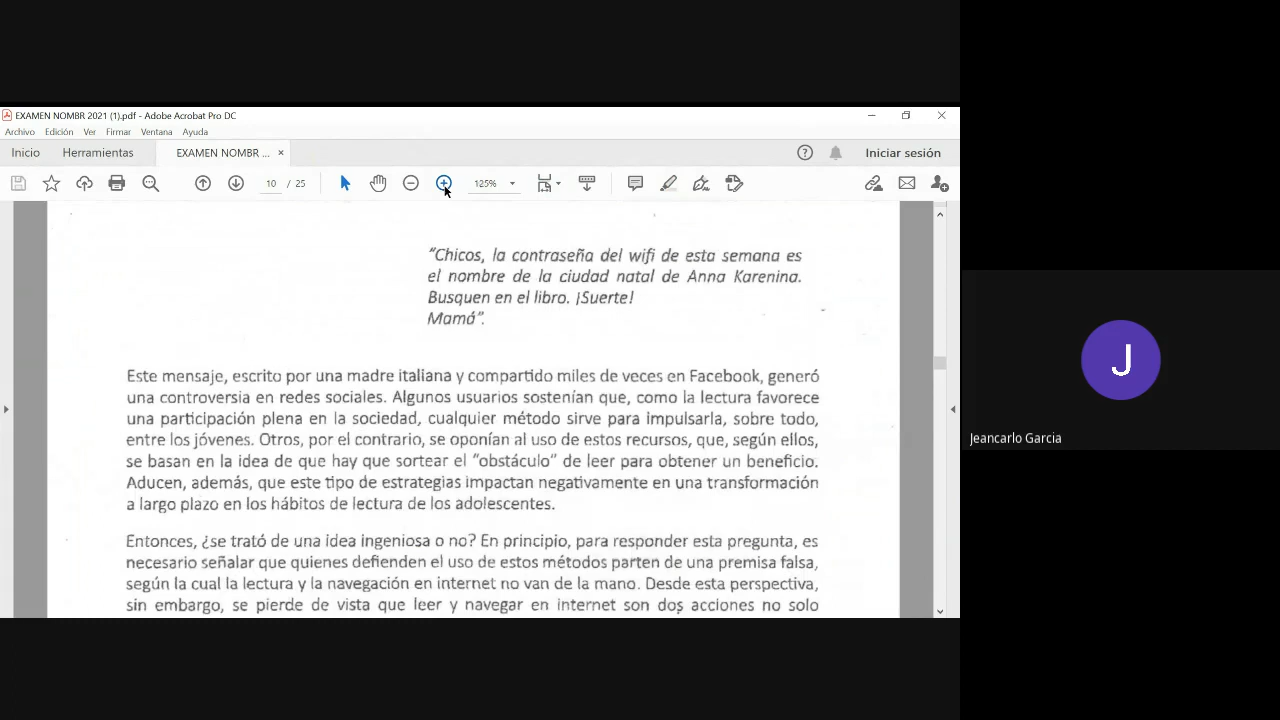 EXAMEN NOMBR 2021 (1).pdf - Adobe Acrobat Pro DC
Archivo Edición Ver Firmar Ventana Ayuda
Inicio Herramientas EXAMEN NOMBR ... × Iniciar sesión
10 / 25 125%
"Chicos, la contraseña del wifi de esta semana es
el nombre de la ciudad natal de Anna Karenina.
Busquen en el libro. ¡Suerte!
Mamá".
Este mensaje, escrito por una madre italiana y compartido miles de veces en Facebook, generó
una controversia en redes sociales. Algunos usuarios sostenían que, como la lectura favorece
una participación plena en la sociedad, cualquier método sirve para impulsarla, sobre todo,
entre los jóvenes. Otros, por el contrario, se oponían al uso de estos recursos, que, según ellos,
se basan en la idea de que hay que sortear el "obstáculo" de leer para obtener un beneficio.
Aducen, además, que este tipo de estrategias impactan negativamente en una transformación
a largo plazo en los hábitos de lectura de los adolescentes.
Entonces, ¿se trató de una idea ingeniosa o no? En principio, para responder esta pregunta, es
necesario señalar que quienes defienden el uso de estos métodos parten de una premisa falsa,
según la cual la lectura y la navegación en internet no van de la mano. Desde esta perspectiva,
sin embargo, se pierde de vista que leer y navegar en internet son dos acciones no solo
J
Jeancarlo Garcia